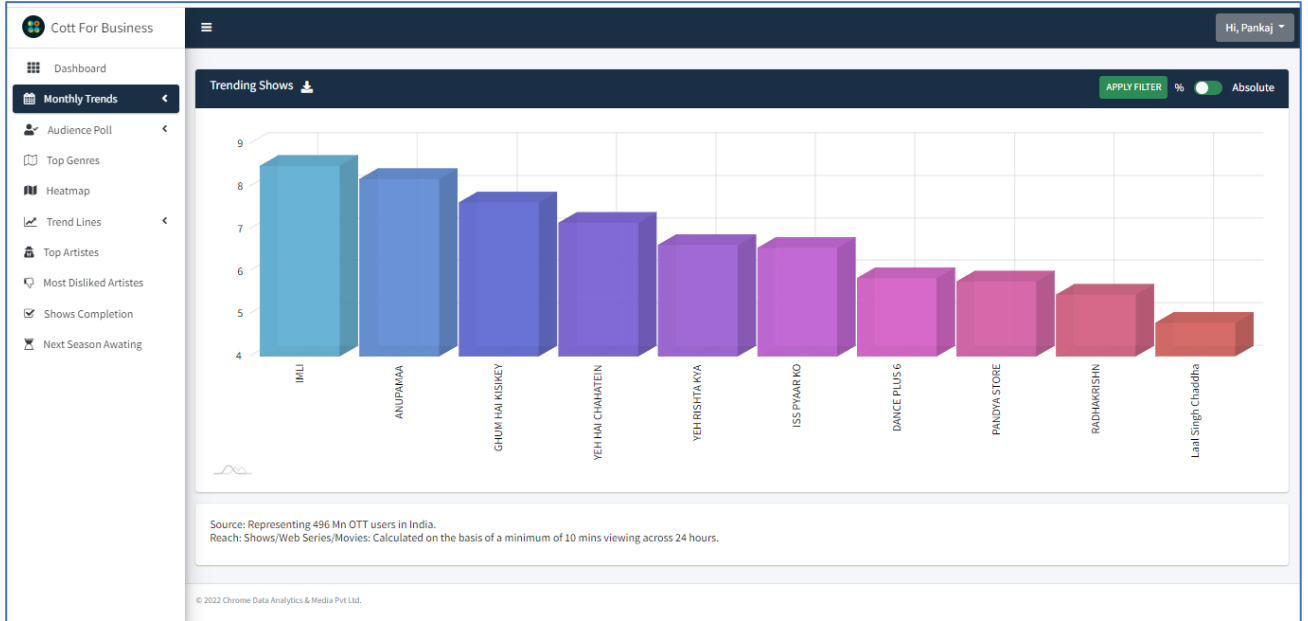 Cott For Business
Hi, Pankaj
Dashboard
Monthly Trends
Audience Poll
Top Genres
Heatmap
Trend Lines
Top Artistes
Most Disliked Artistes
Shows Completion
Next Season Awating
Trending Shows
APPLY FILTER % Absolute
9
8
7
6
5
4
IMLI
ANUPAMAA
GHUM HAI KISIKEY
YEH HAI CHAHATEIN
YEH RISHTA KYA
ISS PYAAR KO
DANCE PLUS 6
PANDYA STORE
RADHAKRISHN
Laal Singh Chaddha
Source: Representing 496 Mn OTT users in India.
Reach: Shows/Web Series/Movies: Calculated on the basis of a minimum of 10 mins viewing across 24 hours.
© 2022 Chrome Data Analytics & Media Pvt Ltd.